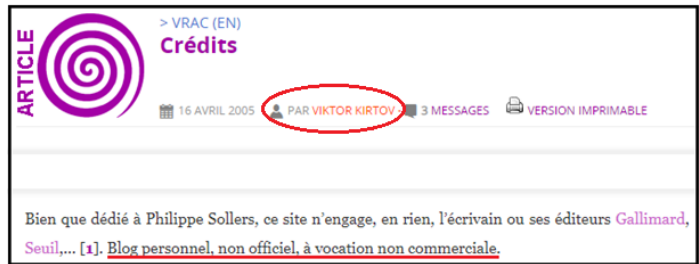 ARTICLE
> VRAC (EN)
Crédits
16 AVRIL 2005 PAR VIKTOR KIRTOV - 3 MESSAGES VERSION IMPRIMABLE
Bien que dédié à Philippe Sollers, ce site n'engage, en rien, l'écrivain ou ses éditeurs Gallimard,
Seuil,... [1]. Blog personnel, non officiel, à vocation non commerciale.